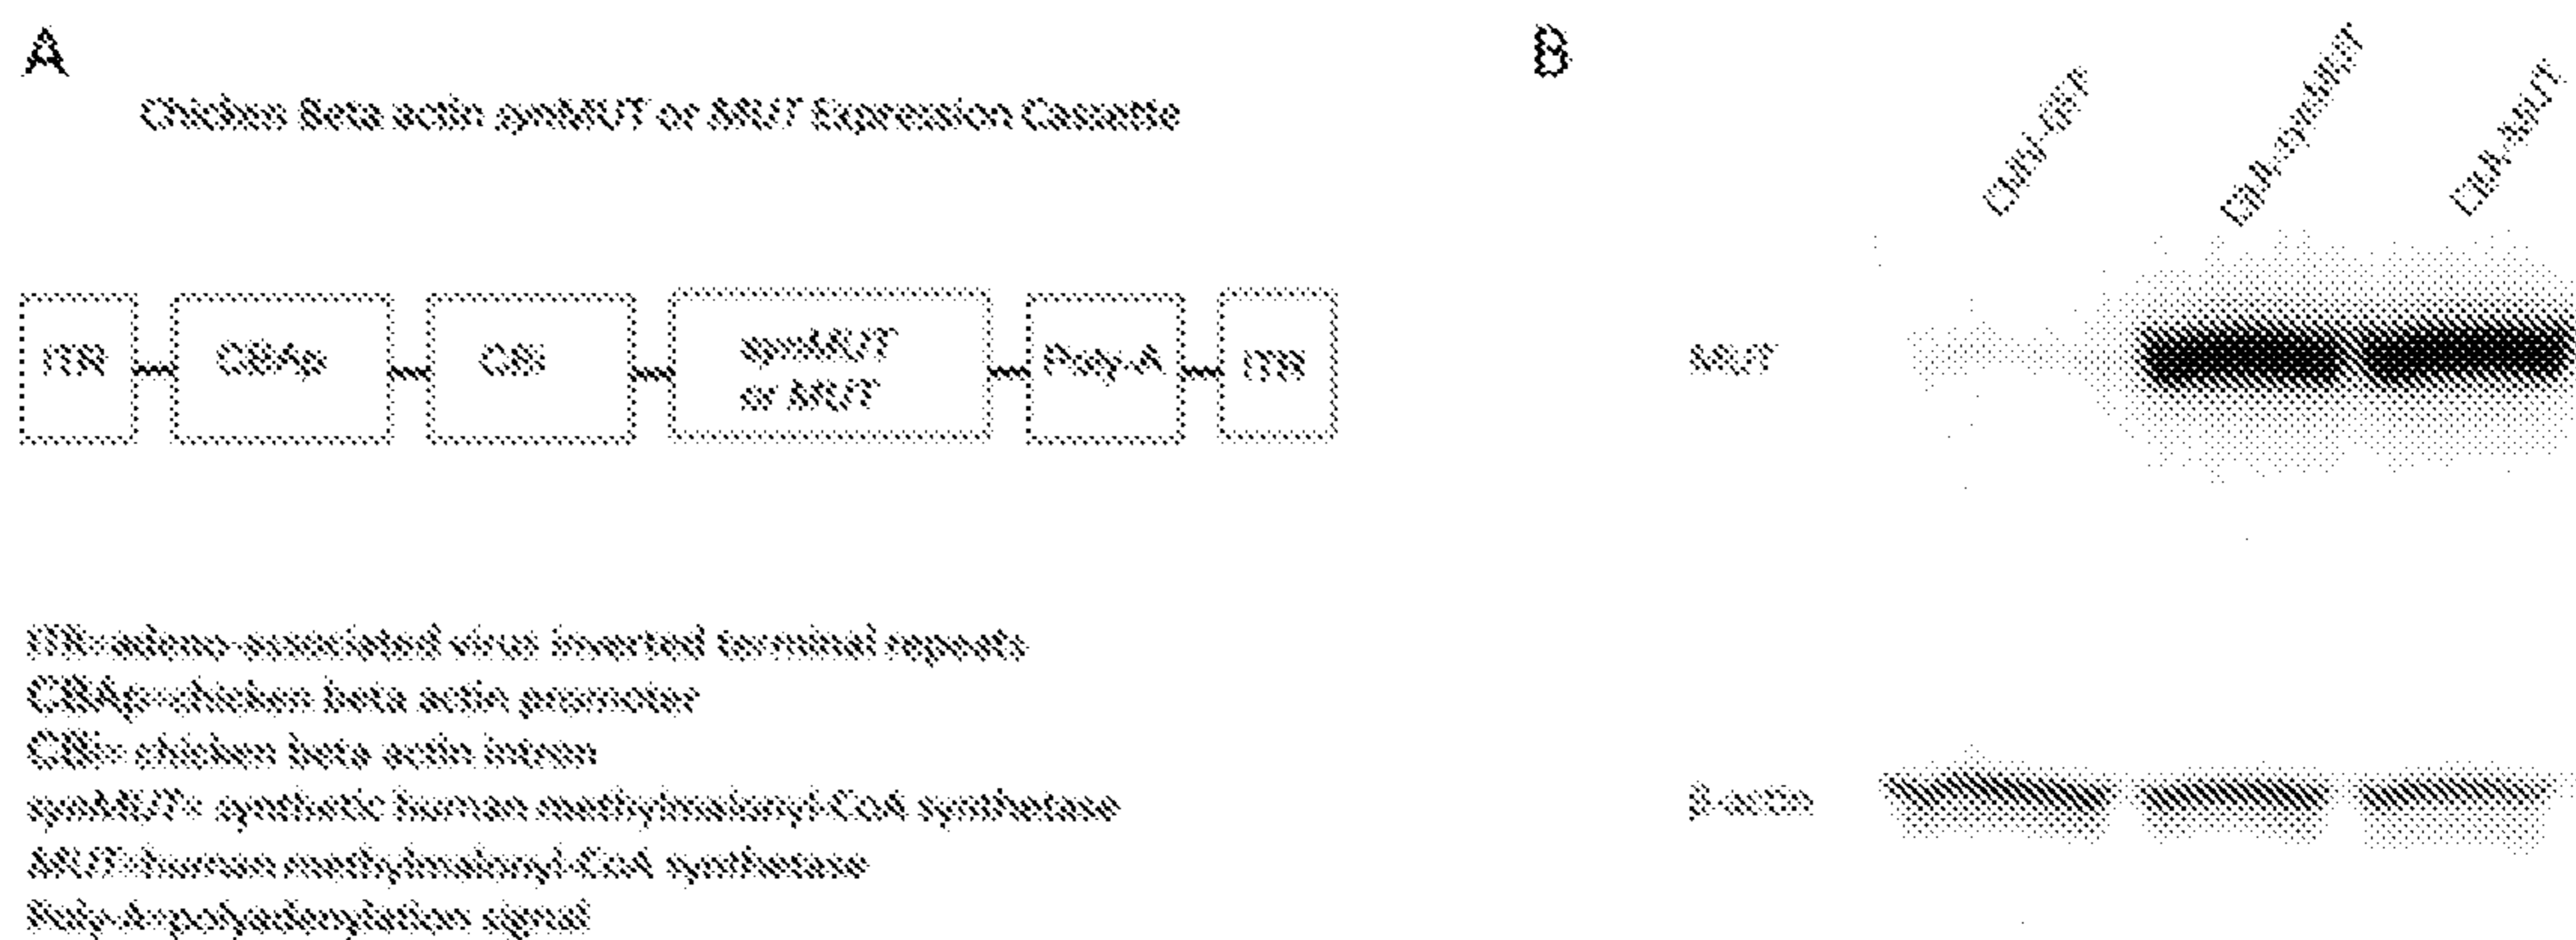 A
Chicken Beta actin synMUT or MUT Expression Cassette
ITR
CBAp
CBi
synMUT
or MUT
Poly-A
ITR
ITR= adeno-associated virus inverted terminal repeats
CBAp=chicken beta actin promoter
CBi= chicken beta actin intron
synMUT= synthetic human methylmalonyl-CoA synthetase
MUT=human methylmalonyl-CoA synthetase
Poly-A=polyadenylation signal
B
CBA-synMUT
CBA-MUT
MUT
β-actin